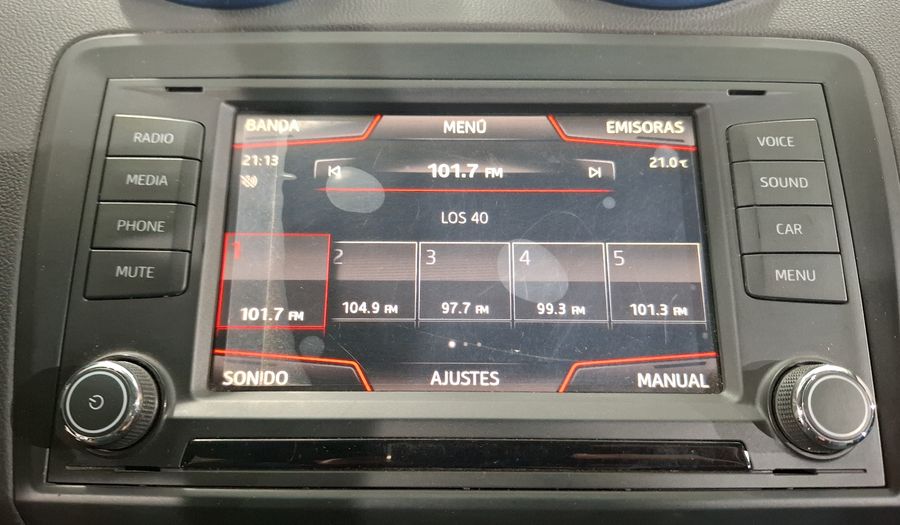 RADIO
MEDIA
PHONE
MUTE
BANDA MENÚ EMISORAS
21:13 101.7 FM 21.0 °C
LOS 40
1 2 3 4 5
101.7 FM 104.9 FM 97.7 FM 99.3 FM 101.3 FM
SONIDO AJUSTES MANUAL
VOICE
SOUND
CAR
MENU